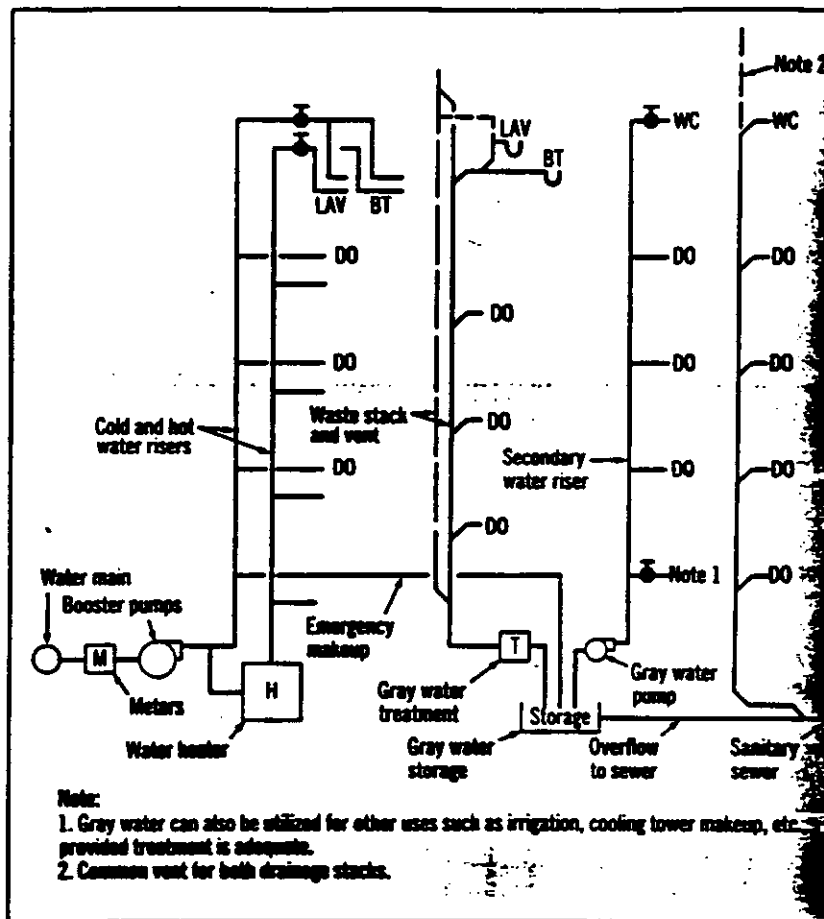 Note 2
WC
WC
LAV
BT
LAV
BT
DO
DO
DO
DO
DO
DO
DO
Cold and hot
water risers
Waste stack
and vent
DO
Secondary
water riser
DO
DO
DO
DO
Water main
Booster pumps
Note 1
DO
Emergency
makeup
M
T
H
Meters
Gray water
treatment
Gray water
pump
Storage
Water heater
Gray water
storage
Overflow
to sewer
Sanitary
sewer
Note:
1. Gray water can also be utilized for other uses such as irrigation, cooling tower makeup, etc.
provided treatment is adequate.
2. Common vent for both drainage stacks.